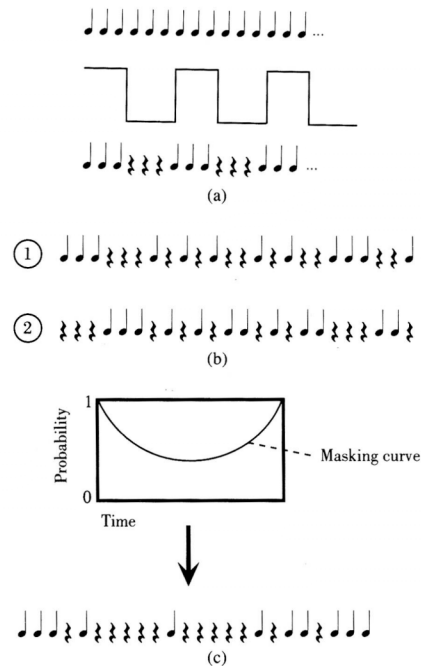 ...
...
(a)
1
2
(b)
1
Probability
0
Masking curve
Time
(c)